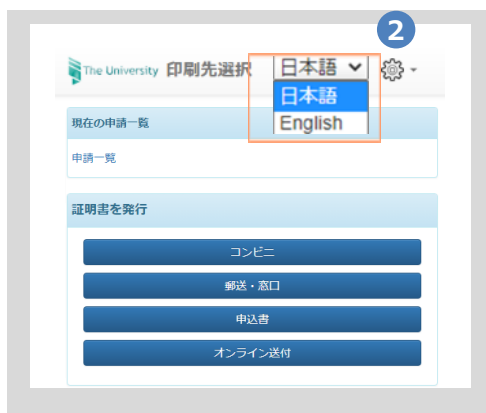 2
The University 印刷先選択 日本語
日本語
English
現在の申請一覧
申請一覧
証明書を発行
コンビニ
郵送・窓口
申込書
オンライン送付